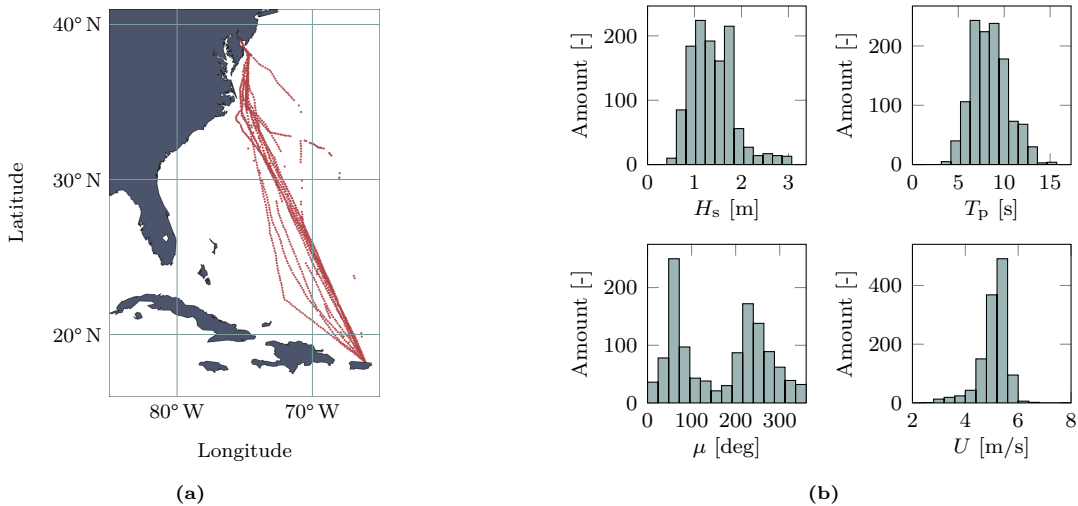 40° N
30° N
20° N
Latitude
80° W
70° W
Longitude
(a)
Amount [-]
200
100
0
0
1
2
3
H_s [m]
Amount [-]
200
100
0
0
5
10
15
T_p [s]
Amount [-]
200
100
0
0
100
200
300
μ [deg]
Amount [-]
400
200
0
2
4
6
8
U [m/s]
(b)